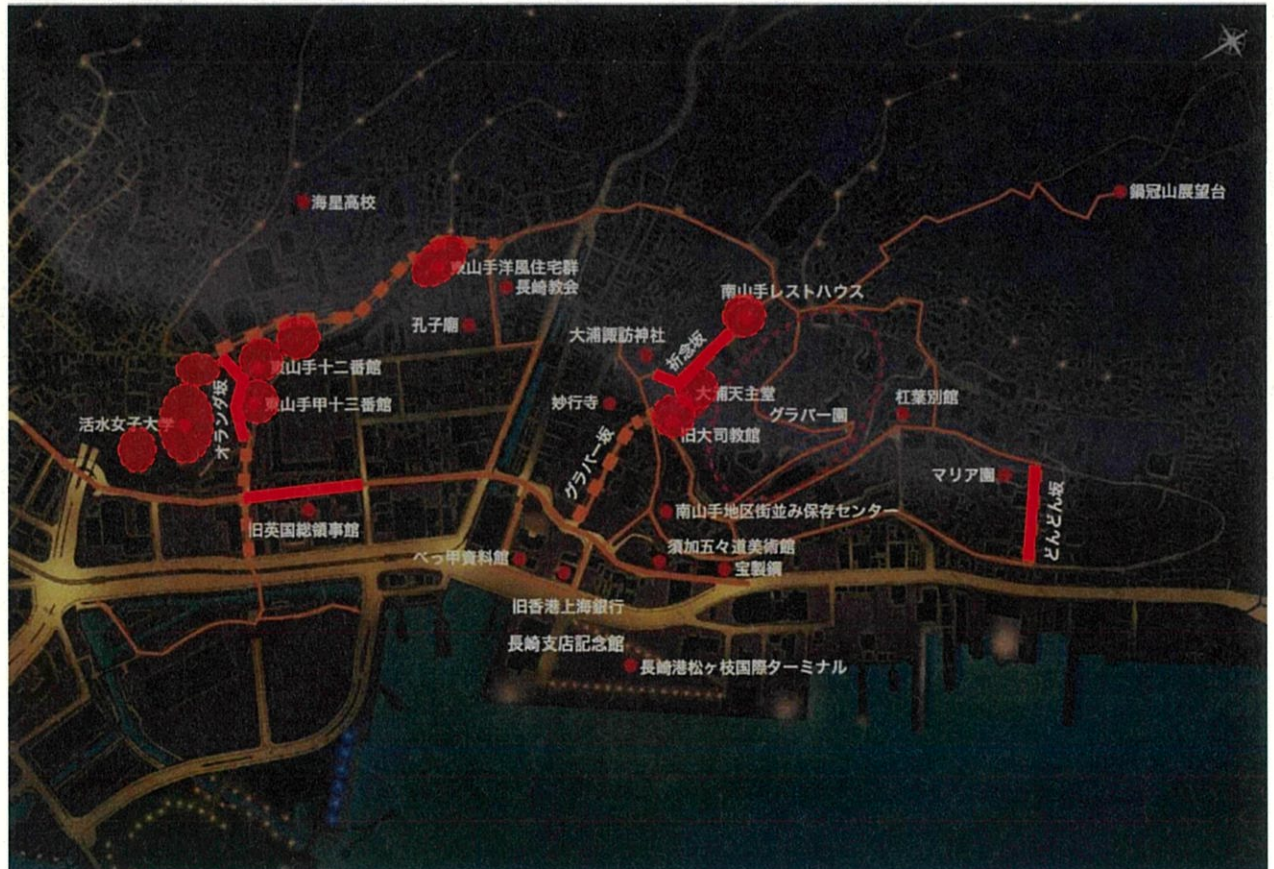 海星高校
鍋冠山展望台
東山手洋風住宅群
長崎教会
南山手レストハウス
孔子廟
大浦諏訪神社
祈念坂
東山手十二番館
大浦天主堂
オランダ坂
東山手甲十三番館
妙行寺
グラバー園
杠葉別館
活水女子大学
旧大司教館
グラバー坂
マリア園
どんどん坂
南山手地区街並み保存センター
旧英国総領事館
須加五々道美術館
べっ甲資料館
宝製鋼
旧香港上海銀行
長崎支店記念館
長崎港松ヶ枝国際ターミナル